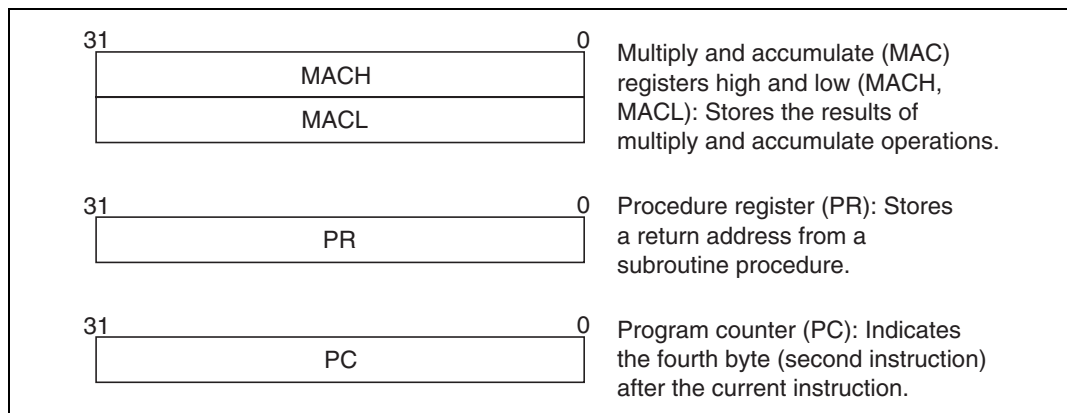 31 0
MACH
MACL
Multiply and accumulate (MAC)
registers high and low (MACH,
MACL): Stores the results of
multiply and accumulate operations.
31 0
PR
Procedure register (PR): Stores
a return address from a
subroutine procedure.
31 0
PC
Program counter (PC): Indicates
the fourth byte (second instruction)
after the current instruction.